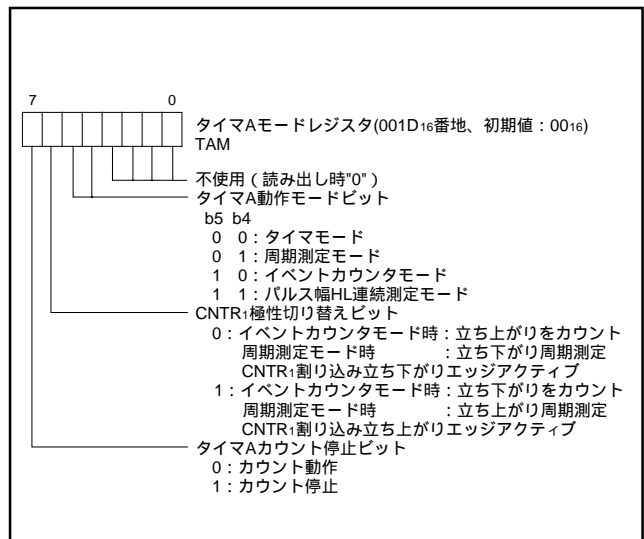 7 0
タイマAモードレジスタ(001D16番地、初期値：0016)
TAM
不使用（読み出し時"0"）
タイマA動作モードビット
b5 b4
0 0：タイマモード
0 1：周期測定モード
1 0：イベントカウンタモード
1 1：パルス幅HL連続測定モード
CNTR1極性切り替えビット
0：イベントカウンタモード時：立ち上がりをカウント
周期測定モード時 ：立ち下がり周期測定
CNTR1割り込み立ち下がりエッジアクティブ
1：イベントカウンタモード時：立ち下がりをカウント
周期測定モード時 ：立ち上がり周期測定
CNTR1割り込み立ち上がりエッジアクティブ
タイマAカウント停止ビット
0：カウント動作
1：カウント停止